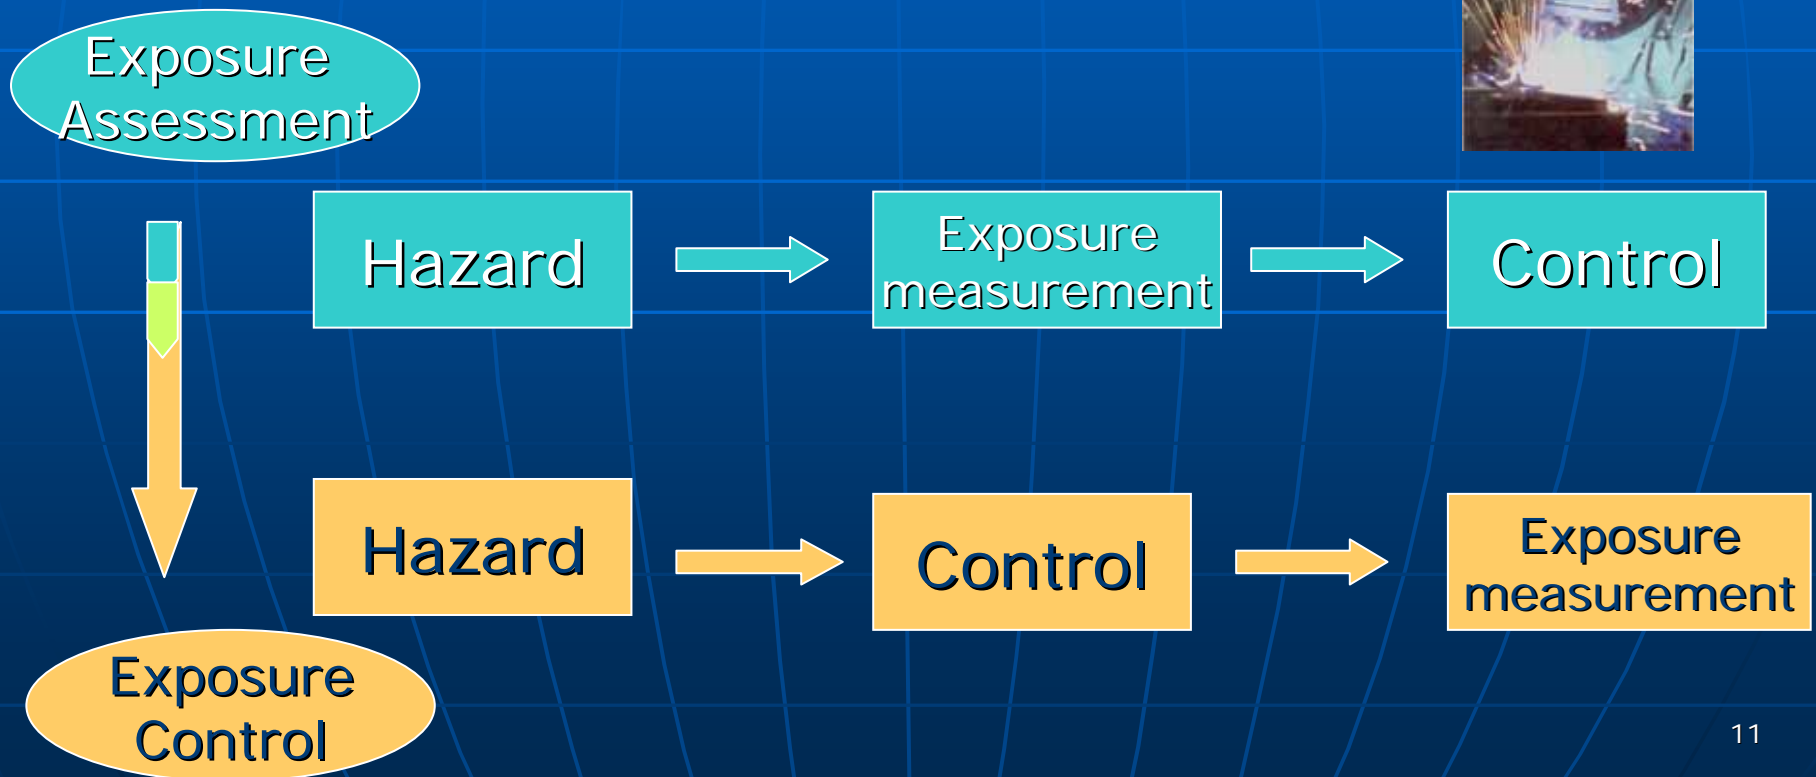 Exposure
Assessment
Hazard
Exposure
measurement
Control
Hazard
Control
Exposure
measurement
Exposure
Control
11